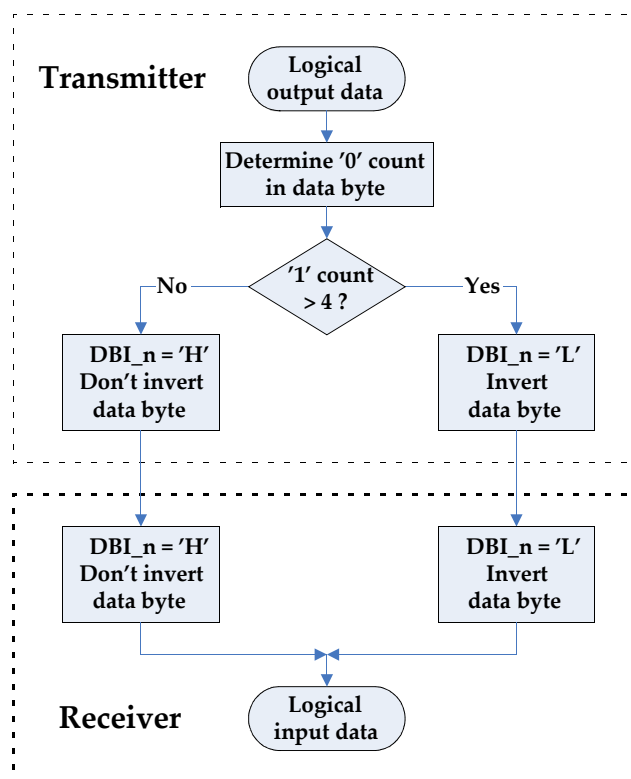 Transmitter
Logical
output data
Determine '0' count
in data byte
'1' count
> 4 ?
No
Yes
DBI_n = 'H'
Don't invert
data byte
DBI_n = 'L'
Invert
data byte
DBI_n = 'H'
Don't invert
data byte
DBI_n = 'L'
Invert
data byte
Receiver
Logical
input data